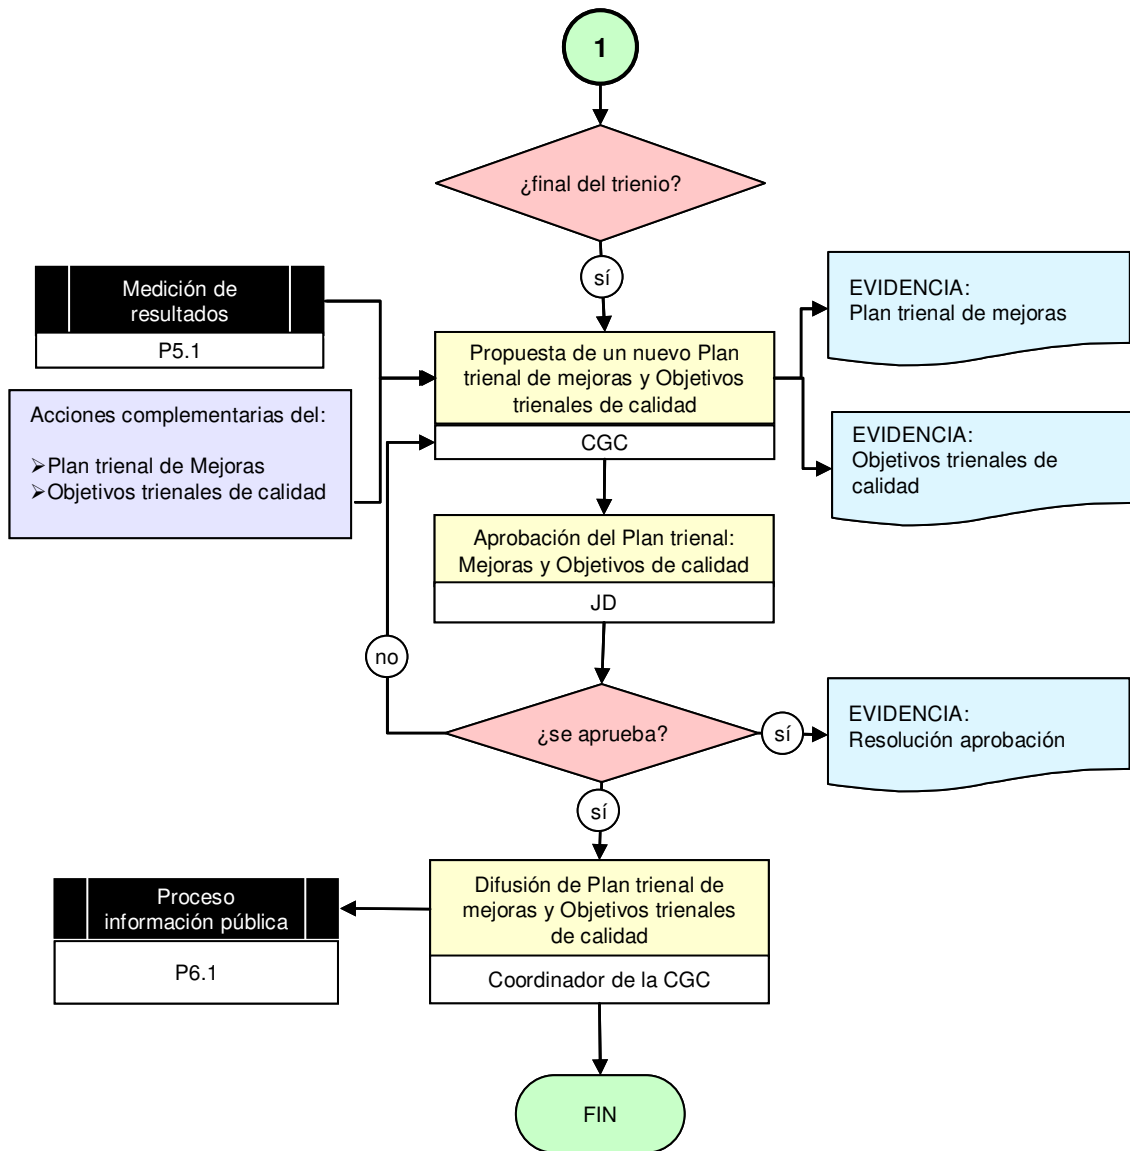 1
¿final del trienio?
sí
Medición de
resultados
P5.1
Acciones complementarias del:
➢Plan trienal de Mejoras
➢Objetivos trienales de calidad
Propuesta de un nuevo Plan
trienal de mejoras y Objetivos
trienales de calidad
CGC
EVIDENCIA:
Plan trienal de mejoras
EVIDENCIA:
Objetivos trienales de
calidad
Aprobación del Plan trienal:
Mejoras y Objetivos de calidad
JD
no
¿se aprueba?
sí
EVIDENCIA:
Resolución aprobación
sí
Proceso
información pública
P6.1
Difusión de Plan trienal de
mejoras y Objetivos trienales
de calidad
Coordinador de la CGC
FIN